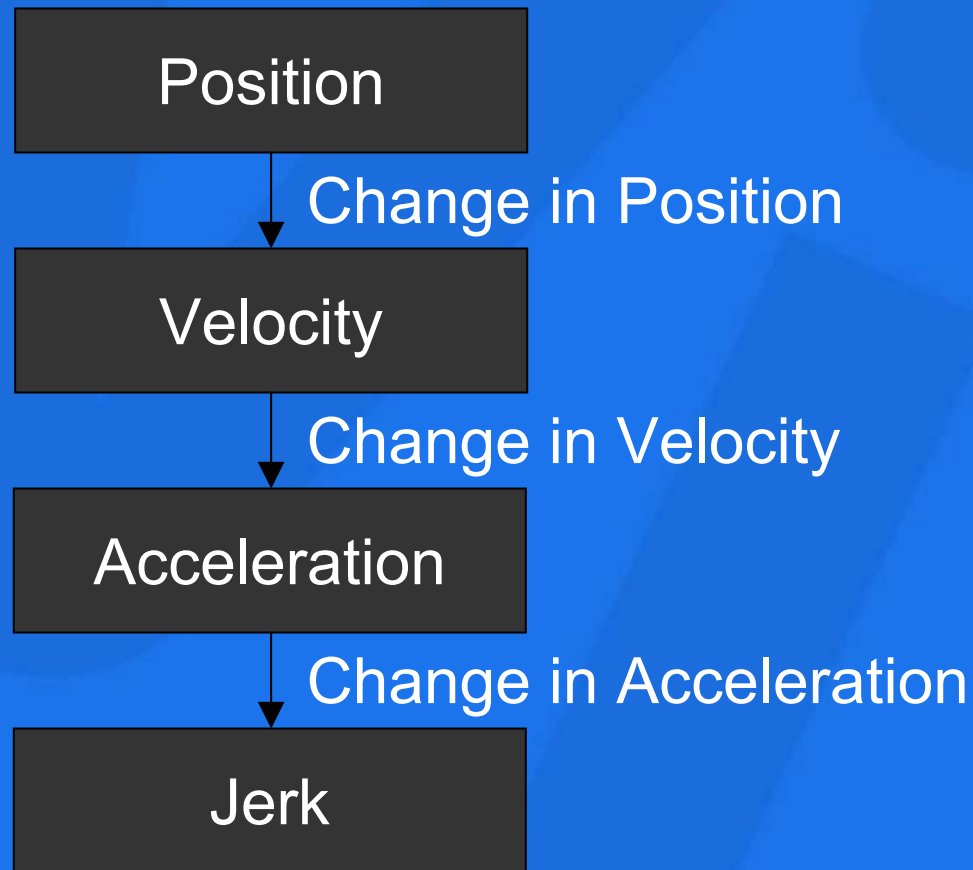 Position
Change in Position
Velocity
Change in Velocity
Acceleration
Change in Acceleration
Jerk